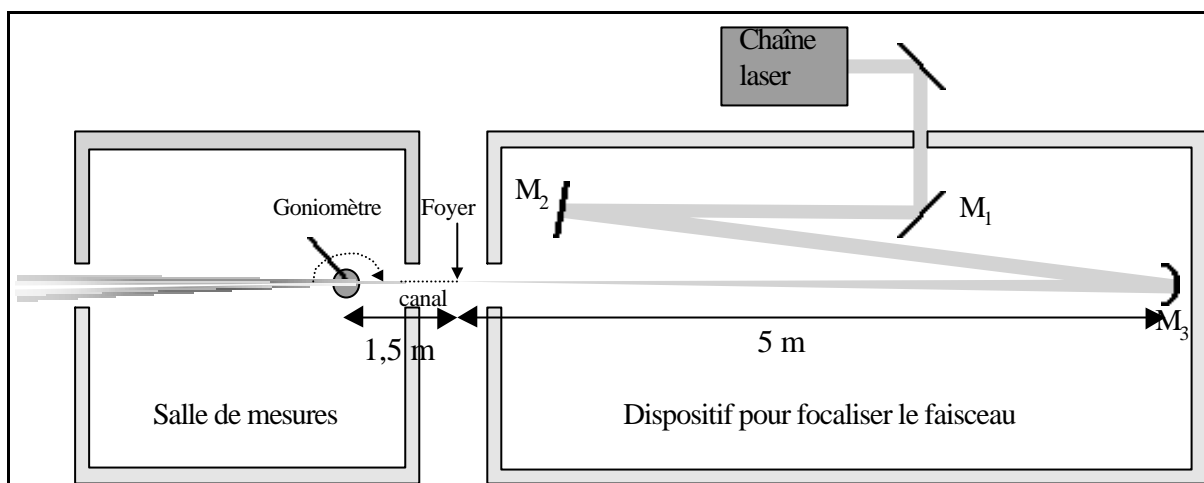 Chaîne
laser
M2
M1
Goniomètre
Foyer
canal
M3
1,5 m
5 m
Salle de mesures
Dispositif pour focaliser le faisceau